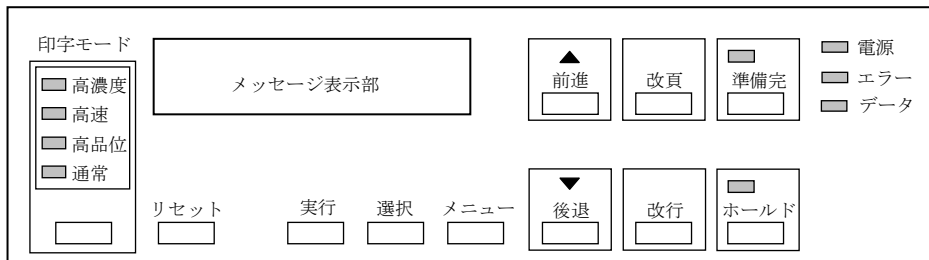 印字モード
高濃度
高速
高品位
通常
メッセージ表示部
前進
改頁
準備完
電源
エラー
データ
リセット
実行
選択
メニュー
後退
改行
ホールド